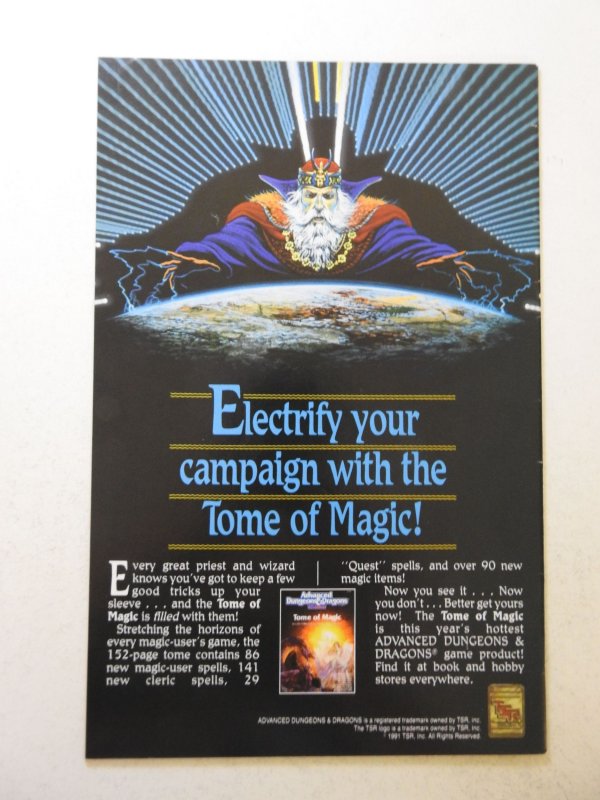 Electrify your
campaign with the
Tome of Magic!
Every great priest and wizard
knows you've got to keep a few
good tricks up your
sleeve . . . and the Tome of
Magic is filled with them!
Stretching the horizons of
every magic-user's game, the
152-page tome contains 86
new magic-user spells, 141
new cleric spells, 29
"Quest" spells, and over 90 new
magic items!
Now you see it . . . Now
you don't . . . Better get yours
now! The Tome of Magic
is this year's hottest
ADVANCED DUNGEONS &
DRAGONS® game product!
Find it at book and hobby
stores everywhere.
Advanced
Dungeons & Dragons
Tome of Magic
TSR
ADVANCED DUNGEONS & DRAGONS is a registered trademark owned by TSR, Inc.
The TSR logo is a trademark owned by TSR, Inc.
©1991 TSR, Inc. All Rights Reserved.